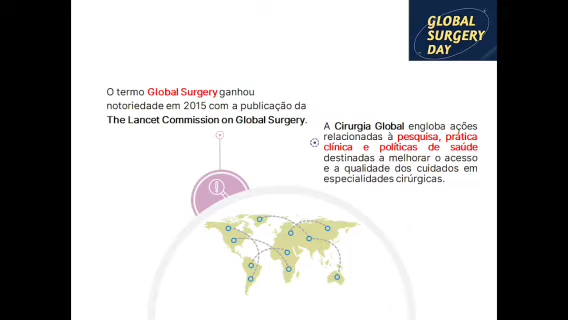 GLOBAL
SURGERY
DAY
O termo Global Surgery ganhou
notoriedade em 2015 com a publicação da
The Lancet Commission on Global Surgery.
A Cirurgia Global engloba ações
relacionadas à pesquisa, prática
clínica e políticas de saúde
destinadas a melhorar o acesso
e a qualidade dos cuidados em
especialidades cirúrgicas.